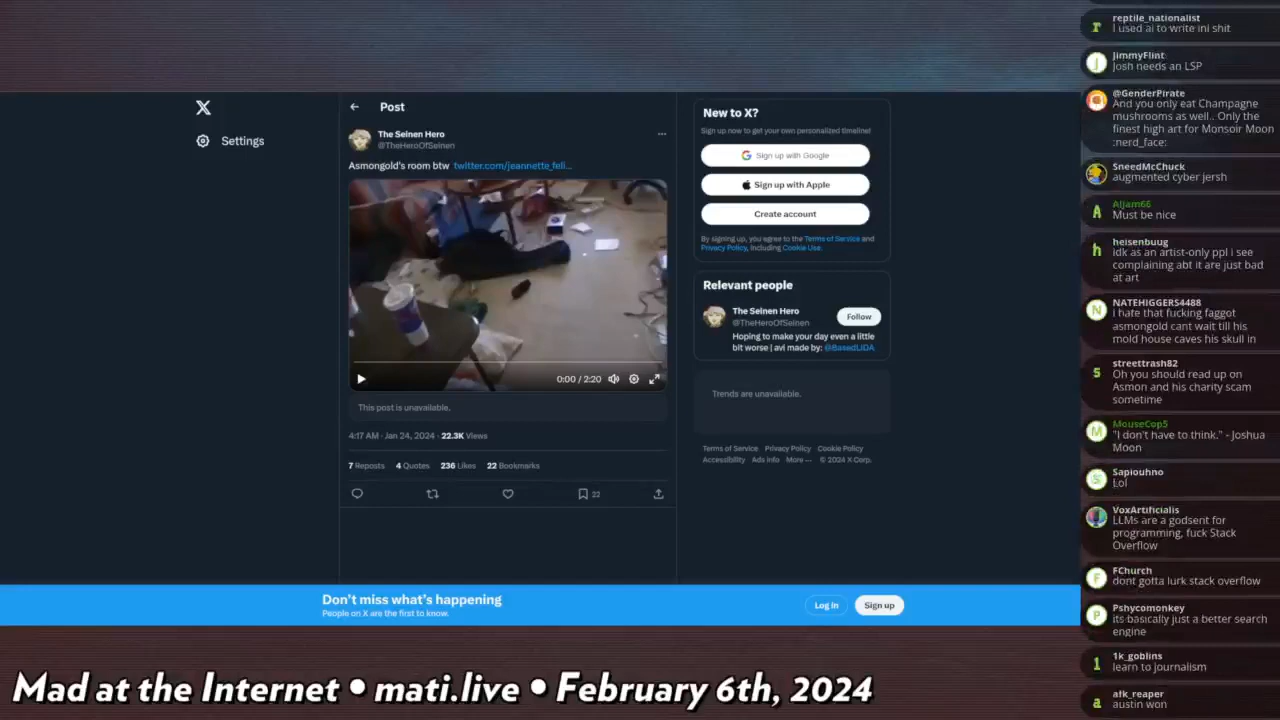 Settings
Post
The Seinen Hero
@TheHeroOfSeinen
Asmongold's room btw twitter.com/jeannette_feli...
0:00 / 2:20
This post is unavailable.
4:17 AM · Jan 24, 2024 · 22.3K Views
7 Reposts 4 Quotes 236 Likes 22 Bookmarks
22
New to X?
Sign up now to get your own personalized timeline!
Sign up with Google
Sign up with Apple
Create account
By signing up, you agree to the Terms of Service and
Privacy Policy, including Cookie Use.
Relevant people
The Seinen Hero
@TheHeroOfSeinen
Follow
Hoping to make your day even a little
bit worse | avi made by: @BasedLIDA
Trends are unavailable.
Terms of Service Privacy Policy Cookie Policy
Accessibility Ads info More ··· © 2024 X Corp.
Don't miss what's happening
People on X are the first to know.
Log in
Sign up
Mad at the Internet • mati.live • February 6th, 2024
reptile_nationalist
I used ai to write ini shit
JimmyFlint
Josh needs an LSP
@GenderPirate
And you only eat Champagne
mushrooms as well.. Only the
finest high art for Monsoir Moon
:nerd_face:
SneedMcChuck
augmented cyber jersh
AlJam66
Must be nice
heisenbuug
idk as an artist-only ppl i see
complaining abt it are just bad
at art
NATEHIGGERS4488
I hate that fucking faggot
asmongold cant wait till his
mold house caves his skull in
streettrash82
Oh you should read up on
Asmon and his charity scam
sometime
MouseCop5
"I don't have to think." - Joshua
Moon
Sapiouhno
Lol
VoxArtificialis
LLMs are a godsent for
programming, fuck Stack
Overflow
FChurch
dont gotta lurk stack overflow
Pshycomonkey
its basically just a better search
engine
1k_goblins
learn to journalism
afk_reaper
austin won